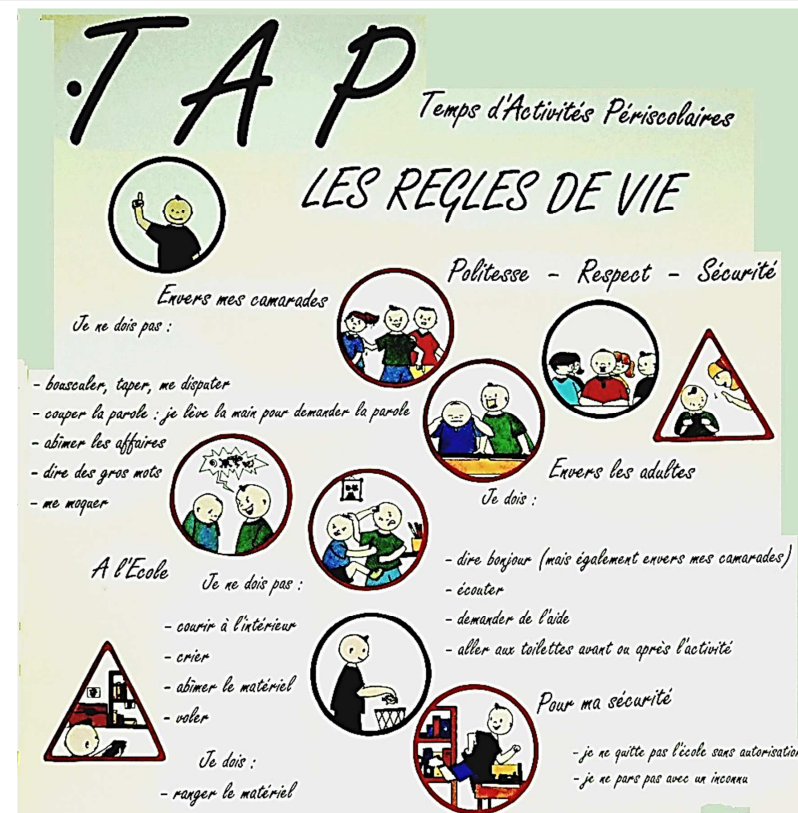 TAP
Temps d'Activités Périscolaires
LES REGLES DE VIE
Politesse - Respect - Sécurité
Envers mes camarades
Je ne dois pas :
- bousculer, taper, me disputer
- couper la parole : je lève la main pour demander la parole
- abîmer les affaires
- dire des gros mots
- me moquer
Envers les adultes
Je dois :
- dire bonjour (mais également envers mes camarades)
- écouter
- demander de l'aide
- aller aux toilettes avant ou après l'activité
A l'Ecole
Je ne dois pas :
- courir à l'intérieur
- crier
- abîmer le matériel
- voler
Je dois :
- ranger le matériel
Pour ma sécurité
- je ne quitte pas l'école sans autorisation
- je ne pars pas avec un inconnu